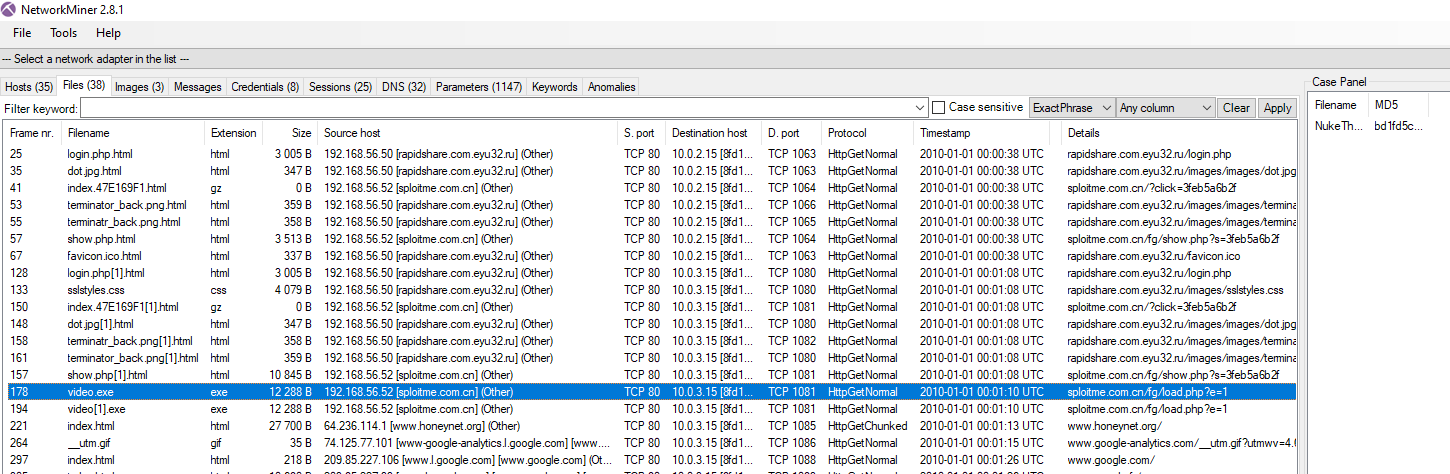 NetworkMiner 2.8.1
File Tools Help
--- Select a network adapter in the list ---
Hosts (35) Files (38) Images (3) Messages Credentials (8) Sessions (25) DNS (32) Parameters (1147) Keywords Anomalies Case Panel
Filter keyword: Case sensitive ExactPhrase Any column Clear Apply Filename MD5
Frame nr. Filename Extension Size Source host S. port Destination host D. port Protocol Timestamp Details NukeTh... bd1fd5c...
25 login.php.html html 3 005 B 192.168.56.50 [rapidshare.com.eyu32.ru] (Other) TCP 80 10.0.2.15 [8fd1... TCP 1063 HttpGetNormal 2010-01-01 00:00:38 UTC rapidshare.com.eyu32.ru/login.php
35 dot.jpg.html html 347 B 192.168.56.50 [rapidshare.com.eyu32.ru] (Other) TCP 80 10.0.2.15 [8fd1... TCP 1063 HttpGetNormal 2010-01-01 00:00:38 UTC rapidshare.com.eyu32.ru/images/images/dot.jpg
41 index.47E169F1.html gz 0 B 192.168.56.52 [sploitme.com.cn] (Other) TCP 80 10.0.2.15 [8fd1... TCP 1064 HttpGetNormal 2010-01-01 00:00:38 UTC sploitme.com.cn/?click=3feb5a6b2f
53 terminator_back.png.html html 359 B 192.168.56.50 [rapidshare.com.eyu32.ru] (Other) TCP 80 10.0.2.15 [8fd1... TCP 1066 HttpGetNormal 2010-01-01 00:00:38 UTC rapidshare.com.eyu32.ru/images/images/termina
55 terminatr_back.png.html html 358 B 192.168.56.50 [rapidshare.com.eyu32.ru] (Other) TCP 80 10.0.2.15 [8fd1... TCP 1065 HttpGetNormal 2010-01-01 00:00:38 UTC rapidshare.com.eyu32.ru/images/images/termina
57 show.php.html html 3 513 B 192.168.56.52 [sploitme.com.cn] (Other) TCP 80 10.0.2.15 [8fd1... TCP 1064 HttpGetNormal 2010-01-01 00:00:38 UTC sploitme.com.cn/fg/show.php?s=3feb5a6b2f
67 favicon.ico.html html 337 B 192.168.56.50 [rapidshare.com.eyu32.ru] (Other) TCP 80 10.0.2.15 [8fd1... TCP 1063 HttpGetNormal 2010-01-01 00:00:38 UTC rapidshare.com.eyu32.ru/favicon.ico
128 login.php[1].html html 3 005 B 192.168.56.50 [rapidshare.com.eyu32.ru] (Other) TCP 80 10.0.3.15 [8fd1... TCP 1080 HttpGetNormal 2010-01-01 00:01:08 UTC rapidshare.com.eyu32.ru/login.php
133 sslstyles.css css 4 079 B 192.168.56.50 [rapidshare.com.eyu32.ru] (Other) TCP 80 10.0.3.15 [8fd1... TCP 1080 HttpGetNormal 2010-01-01 00:01:08 UTC rapidshare.com.eyu32.ru/images/sslstyles.css
150 index.47E169F1[1].html gz 0 B 192.168.56.52 [sploitme.com.cn] (Other) TCP 80 10.0.3.15 [8fd1... TCP 1081 HttpGetNormal 2010-01-01 00:01:08 UTC sploitme.com.cn/?click=3feb5a6b2f
148 dot.jpg[1].html html 347 B 192.168.56.50 [rapidshare.com.eyu32.ru] (Other) TCP 80 10.0.3.15 [8fd1... TCP 1080 HttpGetNormal 2010-01-01 00:01:08 UTC rapidshare.com.eyu32.ru/images/images/dot.jpg
158 terminatr_back.png[1].html html 358 B 192.168.56.50 [rapidshare.com.eyu32.ru] (Other) TCP 80 10.0.3.15 [8fd1... TCP 1082 HttpGetNormal 2010-01-01 00:01:08 UTC rapidshare.com.eyu32.ru/images/images/termina
161 terminator_back.png[1].html html 359 B 192.168.56.50 [rapidshare.com.eyu32.ru] (Other) TCP 80 10.0.3.15 [8fd1... TCP 1080 HttpGetNormal 2010-01-01 00:01:08 UTC rapidshare.com.eyu32.ru/images/images/termina
157 show.php[1].html html 10 845 B 192.168.56.52 [sploitme.com.cn] (Other) TCP 80 10.0.3.15 [8fd1... TCP 1081 HttpGetNormal 2010-01-01 00:01:08 UTC sploitme.com.cn/fg/show.php?s=3feb5a6b2f
178 video.exe exe 12 288 B 192.168.56.52 [sploitme.com.cn] (Other) TCP 80 10.0.3.15 [8fd1... TCP 1081 HttpGetNormal 2010-01-01 00:01:10 UTC sploitme.com.cn/fg/load.php?e=1
194 video[1].exe exe 12 288 B 192.168.56.52 [sploitme.com.cn] (Other) TCP 80 10.0.3.15 [8fd1... TCP 1081 HttpGetNormal 2010-01-01 00:01:10 UTC sploitme.com.cn/fg/load.php?e=1
221 index.html html 27 700 B 64.236.114.1 [www.honeynet.org] (Other) TCP 80 10.0.3.15 [8fd1... TCP 1085 HttpGetChunked 2010-01-01 00:01:13 UTC www.honeynet.org/
264 __utm.gif gif 35 B 74.125.77.101 [www-google-analytics.l.google.com] [www.... TCP 80 10.0.3.15 [8fd1... TCP 1086 HttpGetNormal 2010-01-01 00:01:15 UTC www.google-analytics.com/__utm.gif?utmwv=4.
297 index.html html 218 B 209.85.227.106 [www.l.google.com] [www.google.com] (Ot... TCP 80 10.0.3.15 [8fd1... TCP 1088 HttpGetNormal 2010-01-01 00:01:26 UTC www.google.com/